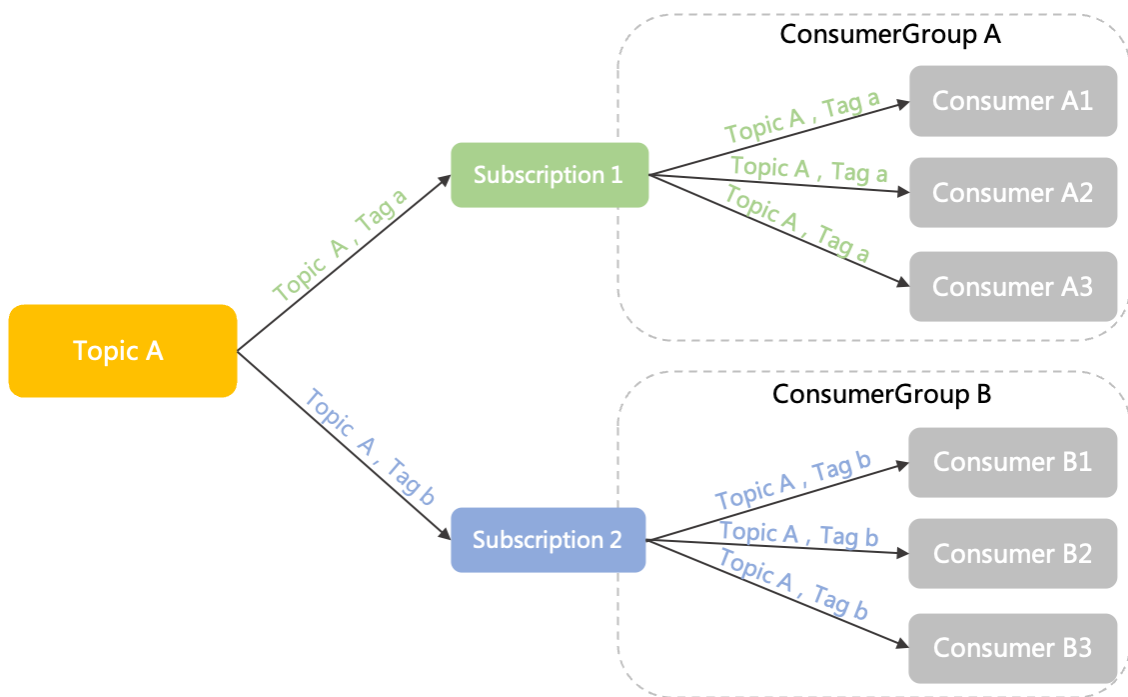 ConsumerGroup A
Topic A , Tag a
Consumer A1
Topic A , Tag a
Subscription 1
Consumer A2
Topic A , Tag a
Topic A , Tag a
Consumer A3
Topic A
ConsumerGroup B
Topic A , Tag b
Topic A , Tag b
Consumer B1
Topic A , Tag b
Subscription 2
Consumer B2
Topic A , Tag b
Consumer B3